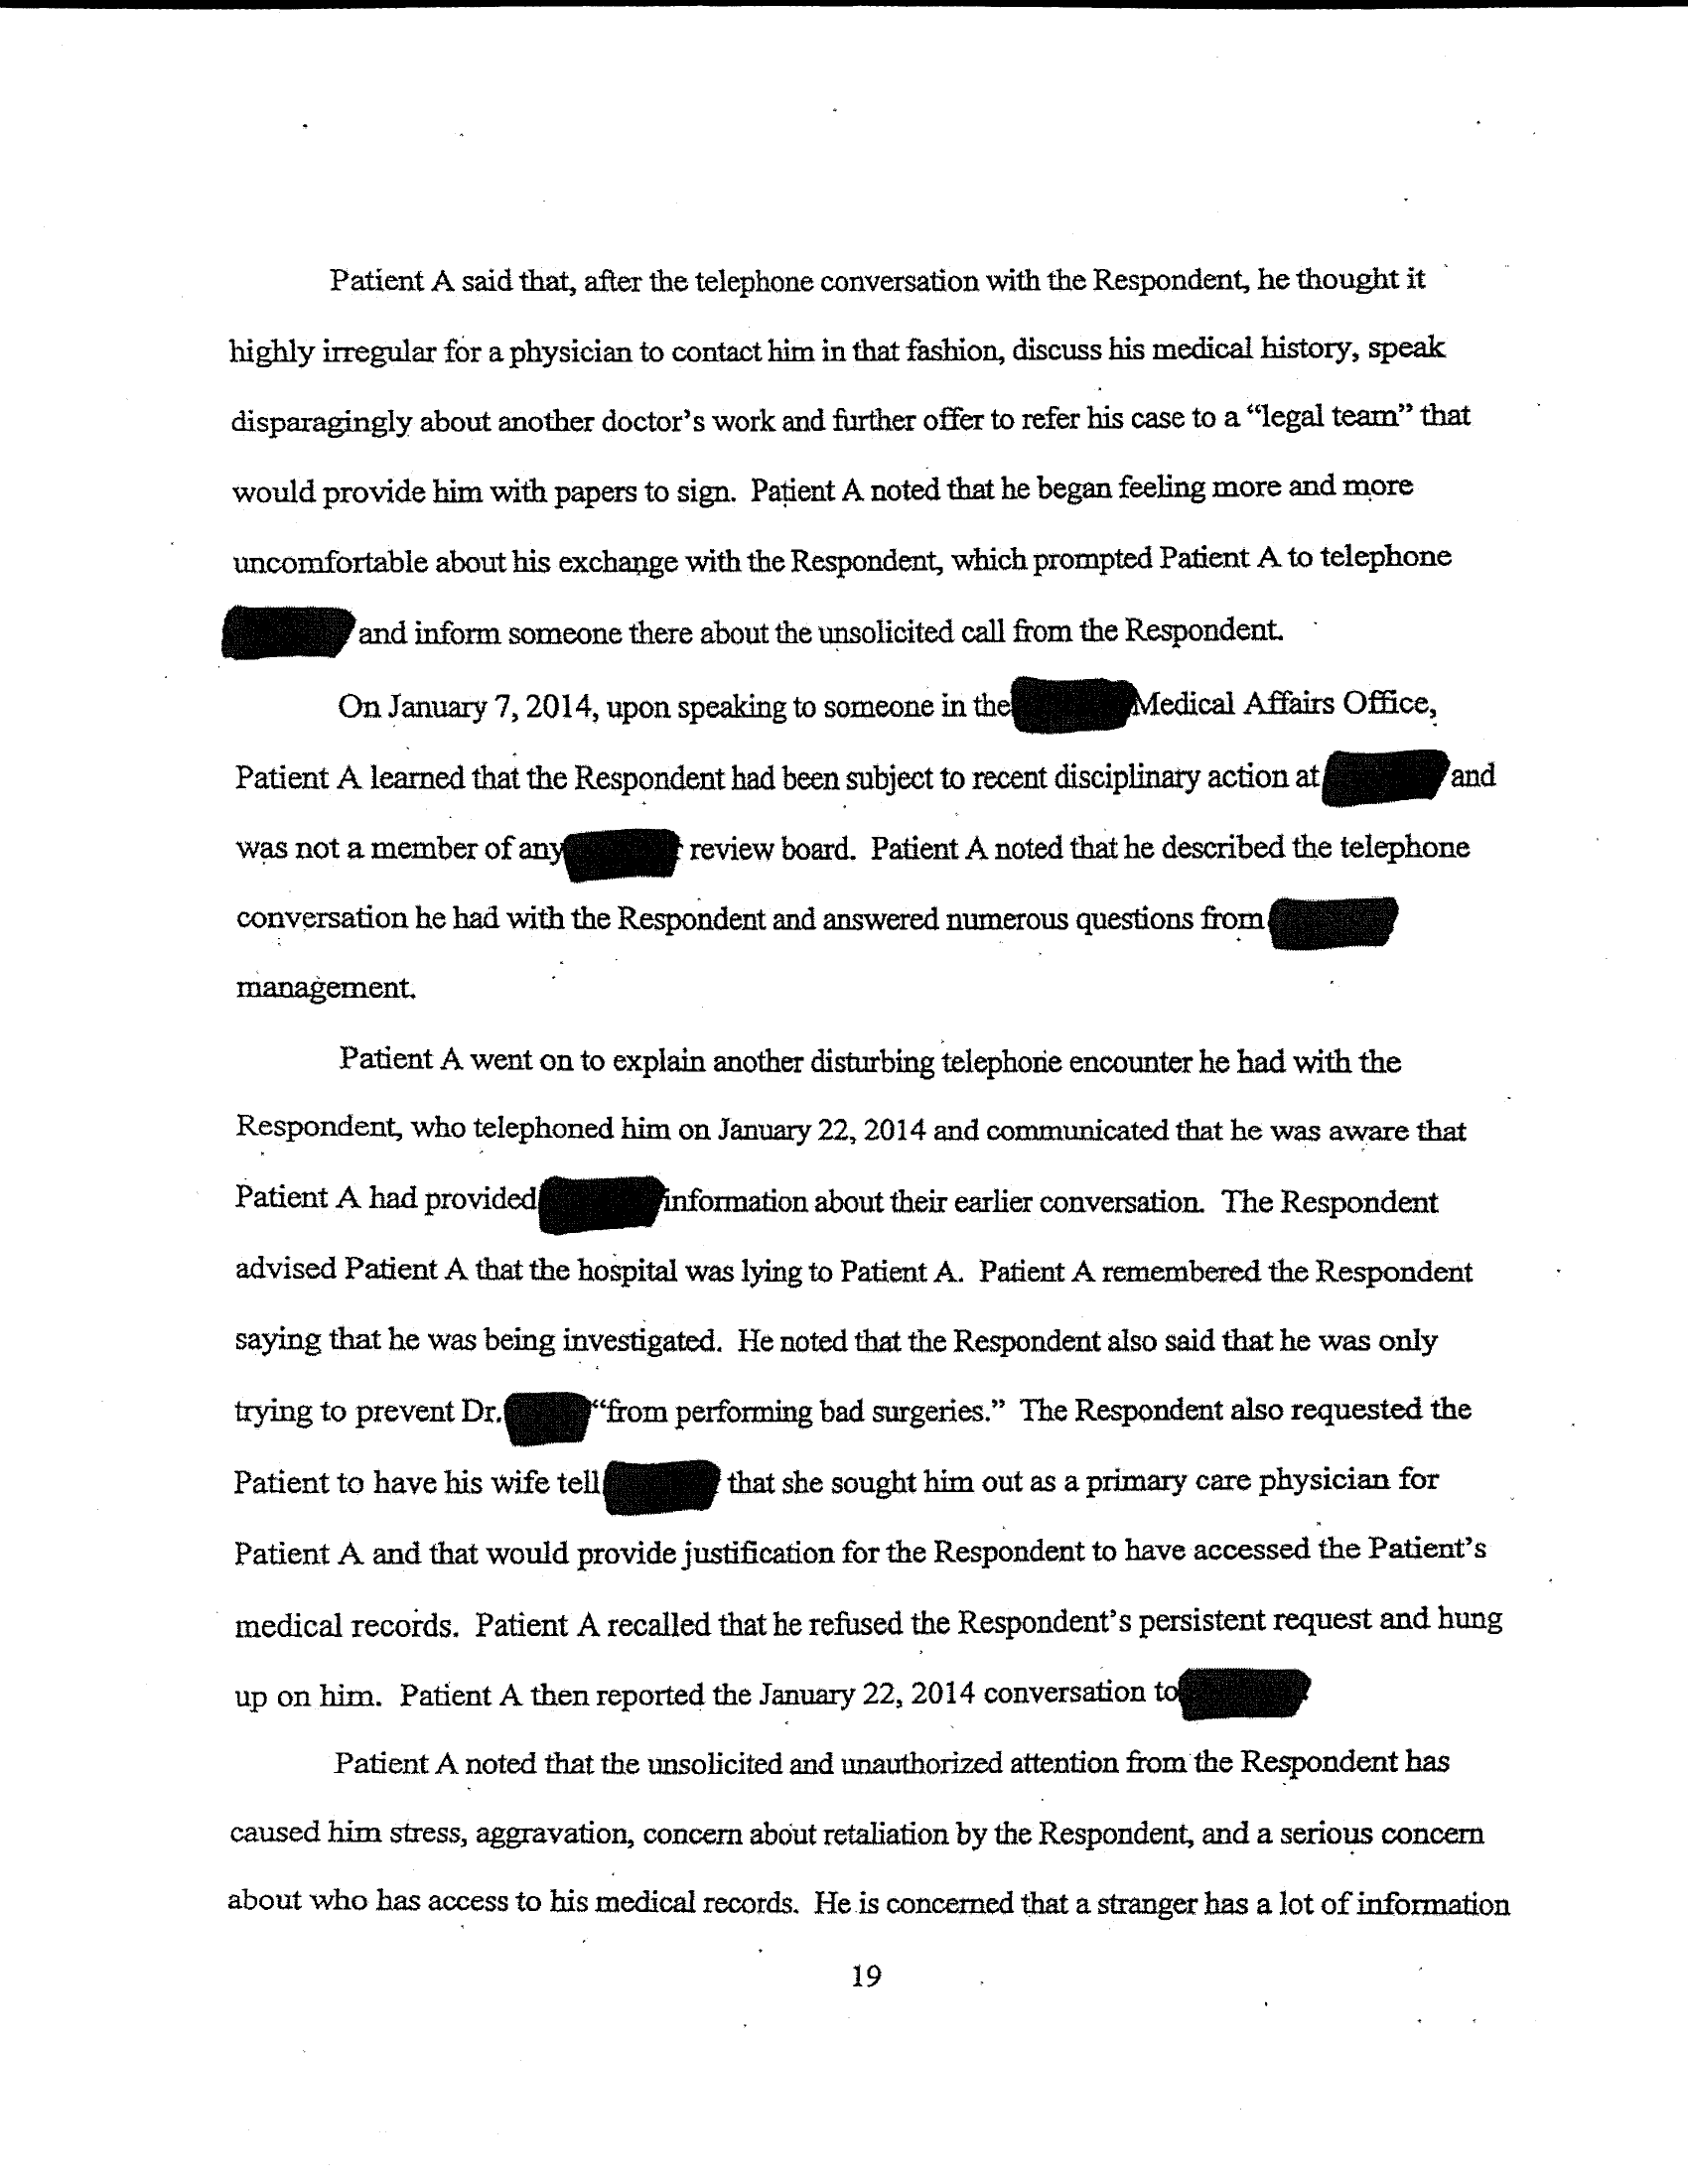 Patient A said that, after the telephone conversation with the Respondent, he thought it
highly irregular for a physician to contact him in that fashion, discuss his medical history, speak
disparagingly about another doctor's work and further offer to refer his case to a “legal team” that
would provide him with papers to sign. Patient A noted that he began feeling more and more
uncomfortable about his exchange with the Respondent, which prompted Patient A to telephone
and inform someone there about the unsolicited call from the Respondent.
On January 7, 2014, upon speaking to someone in the Medical Affairs Office,
Patient A learned that the Respondent had been subject to recent disciplinary action at and
was not a member of any review board. Patient A noted that he described the telephone
conversation he had with the Respondent and answered numerous questions from
management.
Patient A went on to explain another disturbing telephone encounter he had with the
Respondent, who telephoned him on January 22, 2014 and communicated that he was aware that
Patient A had provided information about their earlier conversation. The Respondent
advised Patient A that the hospital was lying to Patient A. Patient A remembered the Respondent
saying that he was being investigated. He noted that the Respondent also said that he was only
trying to prevent Dr. “from performing bad surgeries.” The Respondent also requested the
Patient to have his wife tell that she sought him out as a primary care physician for
Patient A and that would provide justification for the Respondent to have accessed the Patient's
medical records. Patient A recalled that he refused the Respondent's persistent request and hung
up on him. Patient A then reported the January 22, 2014 conversation to
Patient A noted that the unsolicited and unauthorized attention from the Respondent has
caused him stress, aggravation, concern about retaliation by the Respondent, and a serious concern
about who has access to his medical records. He is concerned that a stranger has a lot of information
19